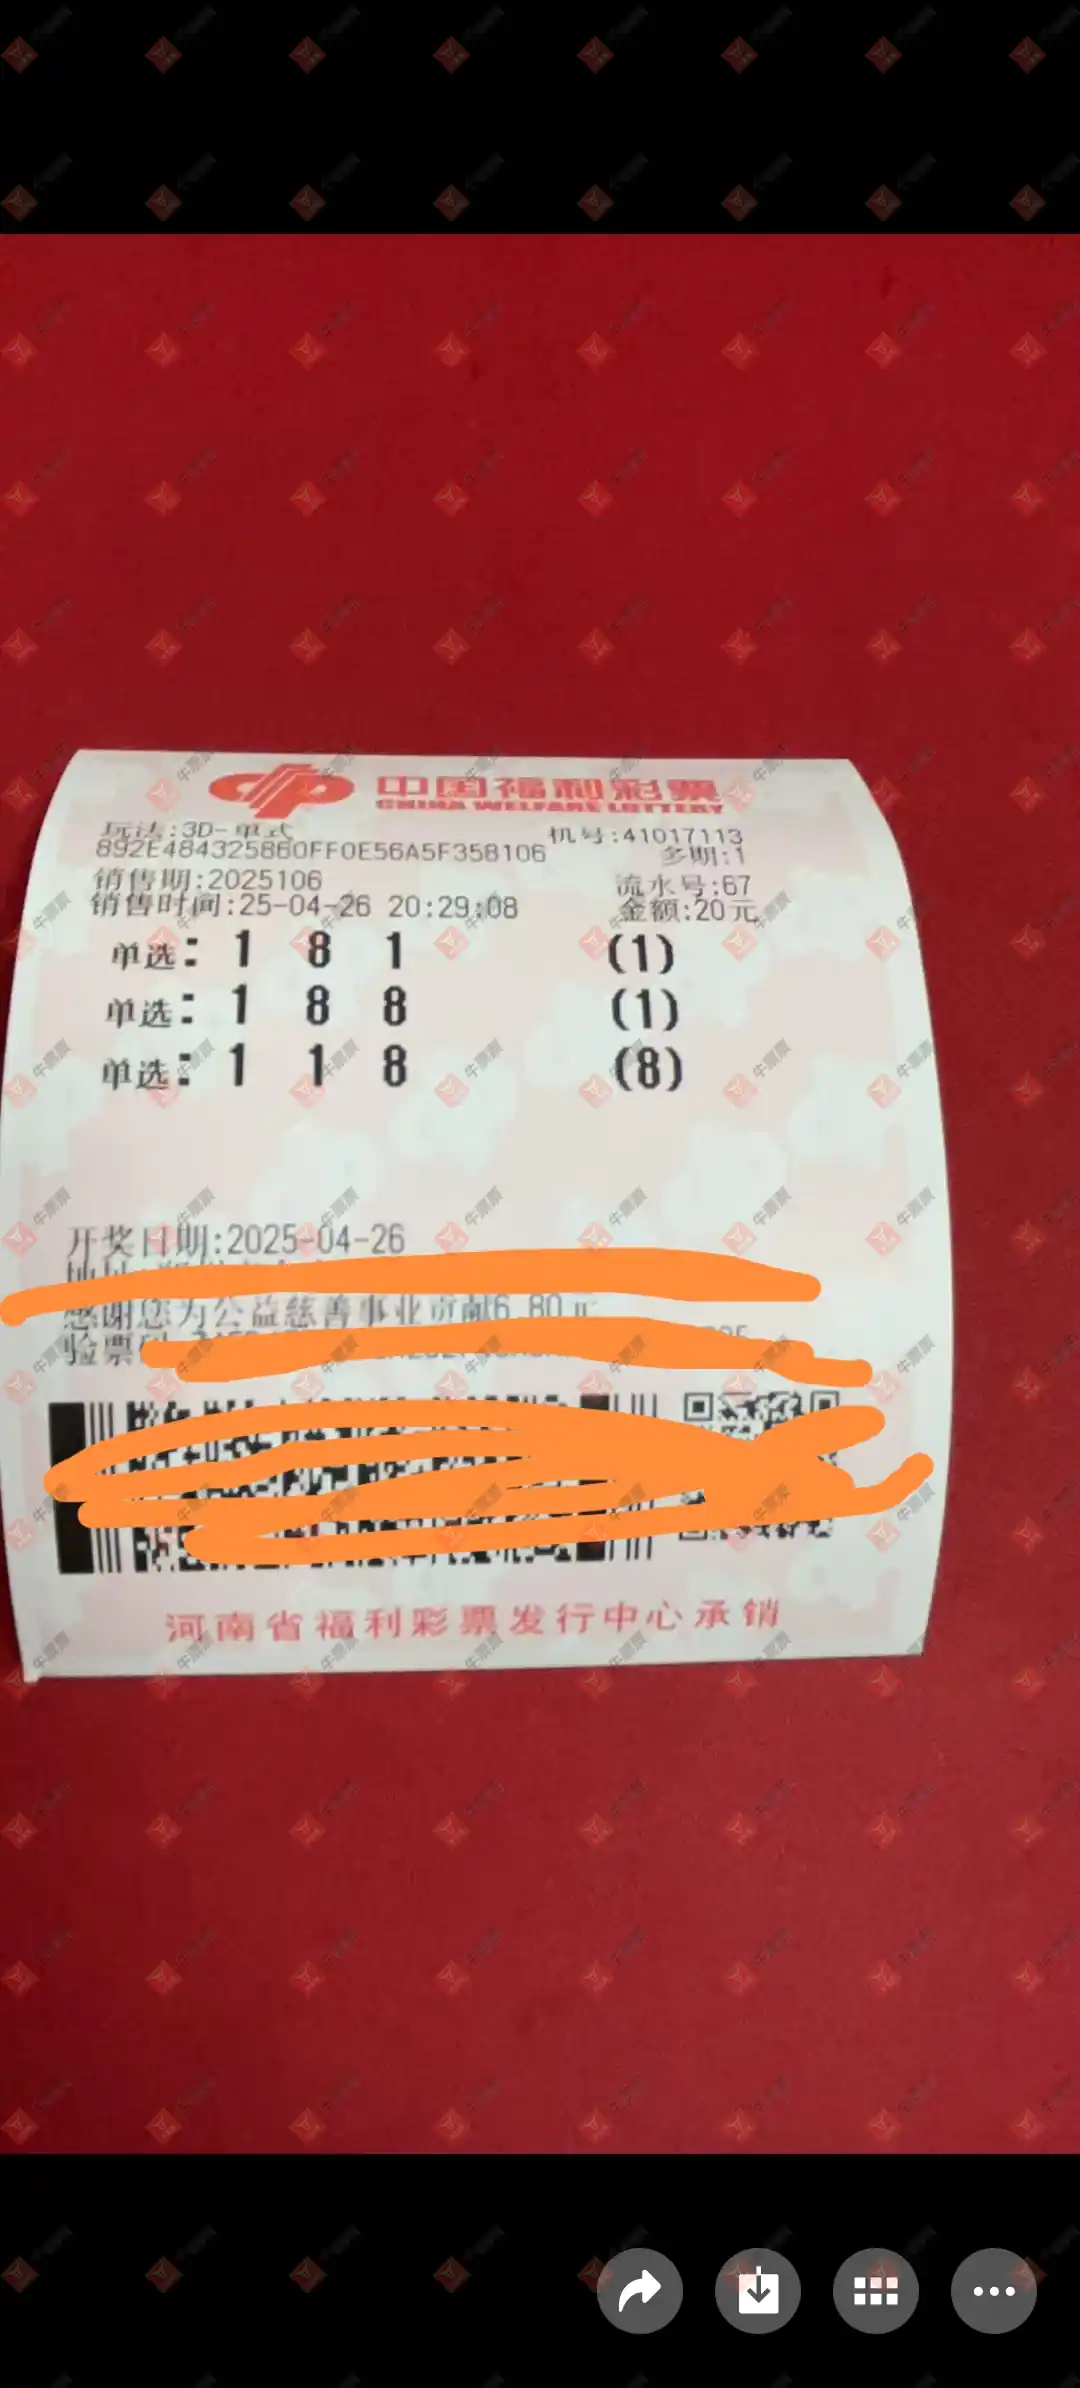 中国福利彩票
CHINA WELFARE LOTTERY
玩法:3D-单式 机号:41017113
892E484325860FF0E56A5F358106 多期:1
销售期:2025106 流水号:67
销售时间:25-04-26 20:29:08 金额:20元
单选: 1 8 1 (1)
单选: 1 8 8 (1)
单选: 1 1 8 (8)
开奖日期:2025-04-26
感谢您为公益慈善事业贡献6.80元
验票
河南省福利彩票发行中心承销
牛票票